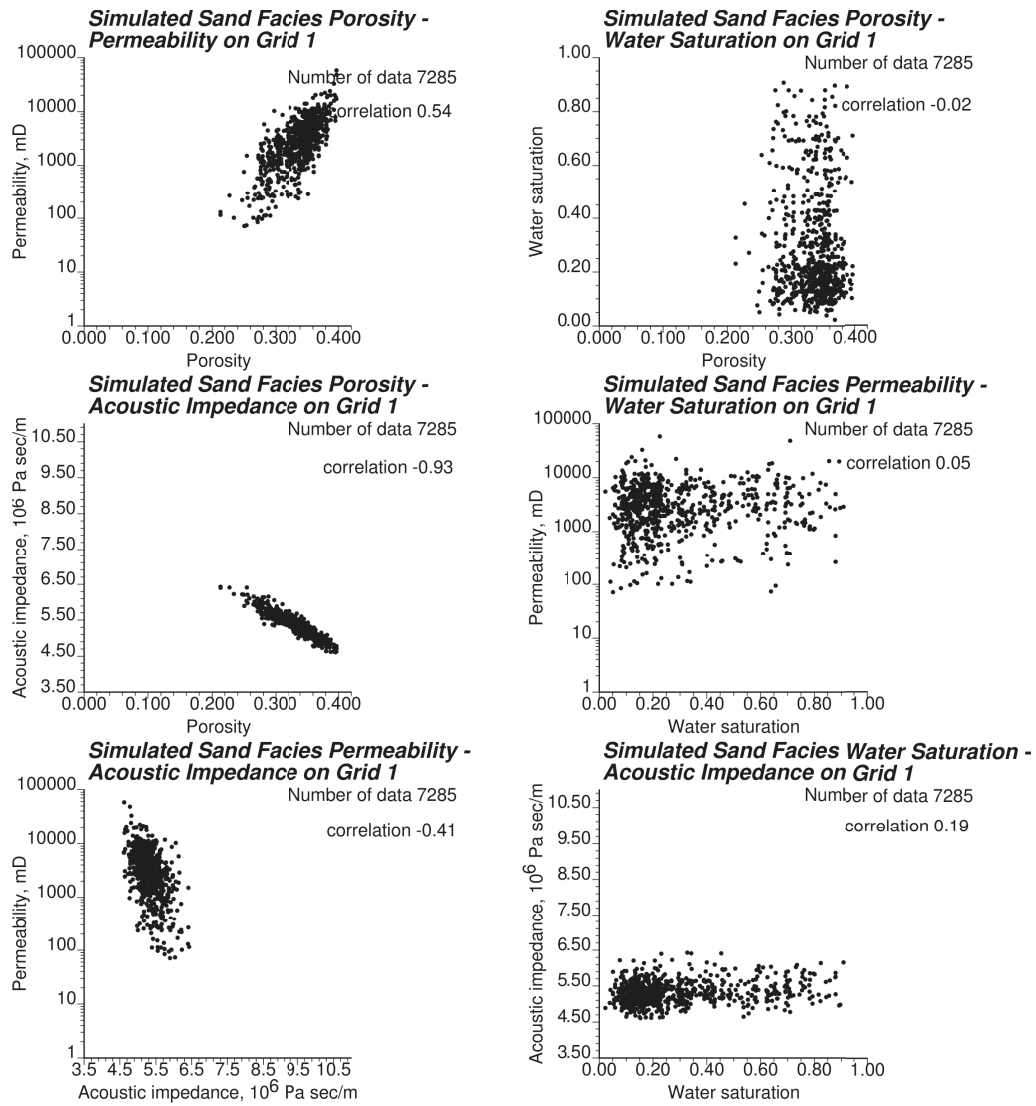 Simulated Sand Facies Porosity -
Permeability on Grid 1
100000
10000
1000
100
10
1
Permeability, mD
Number of data 7285
correlation 0.54
0.000 0.100 0.200 0.300 0.400
Porosity
Simulated Sand Facies Porosity -
Water Saturation on Grid 1
1.00
0.80
0.60
0.40
0.20
0.00
Water saturation
Number of data 7285
correlation -0.02
0.000 0.100 0.200 0.300 0.400
Porosity
Simulated Sand Facies Porosity -
Acoustic Impedance on Grid 1
10.50
9.50
8.50
7.50
6.50
5.50
4.50
3.50
Acoustic impedance, 10⁶ Pa sec/m
Number of data 7285
correlation -0.93
0.000 0.100 0.200 0.300 0.400
Porosity
Simulated Sand Facies Permeability -
Water Saturation on Grid 1
100000
10000
1000
100
10
1
Permeability, mD
Number of data 7285
correlation 0.05
0.00 0.20 0.40 0.60 0.80 1.00
Water saturation
Simulated Sand Facies Permeability -
Acoustic Impedance on Grid 1
100000
10000
1000
100
10
1
Permeability, mD
Number of data 7285
correlation -0.41
3.5 4.5 5.5 6.5 7.5 8.5 9.5 10.5
Acoustic impedance, 10⁶ Pa sec/m
Simulated Sand Facies Water Saturation -
Acoustic Impedance on Grid 1
10.50
9.50
8.50
7.50
6.50
5.50
4.50
3.50
Acoustic impedance, 10⁶ Pa sec/m
Number of data 7285
correlation 0.19
0.00 0.20 0.40 0.60 0.80 1.00
Water saturation